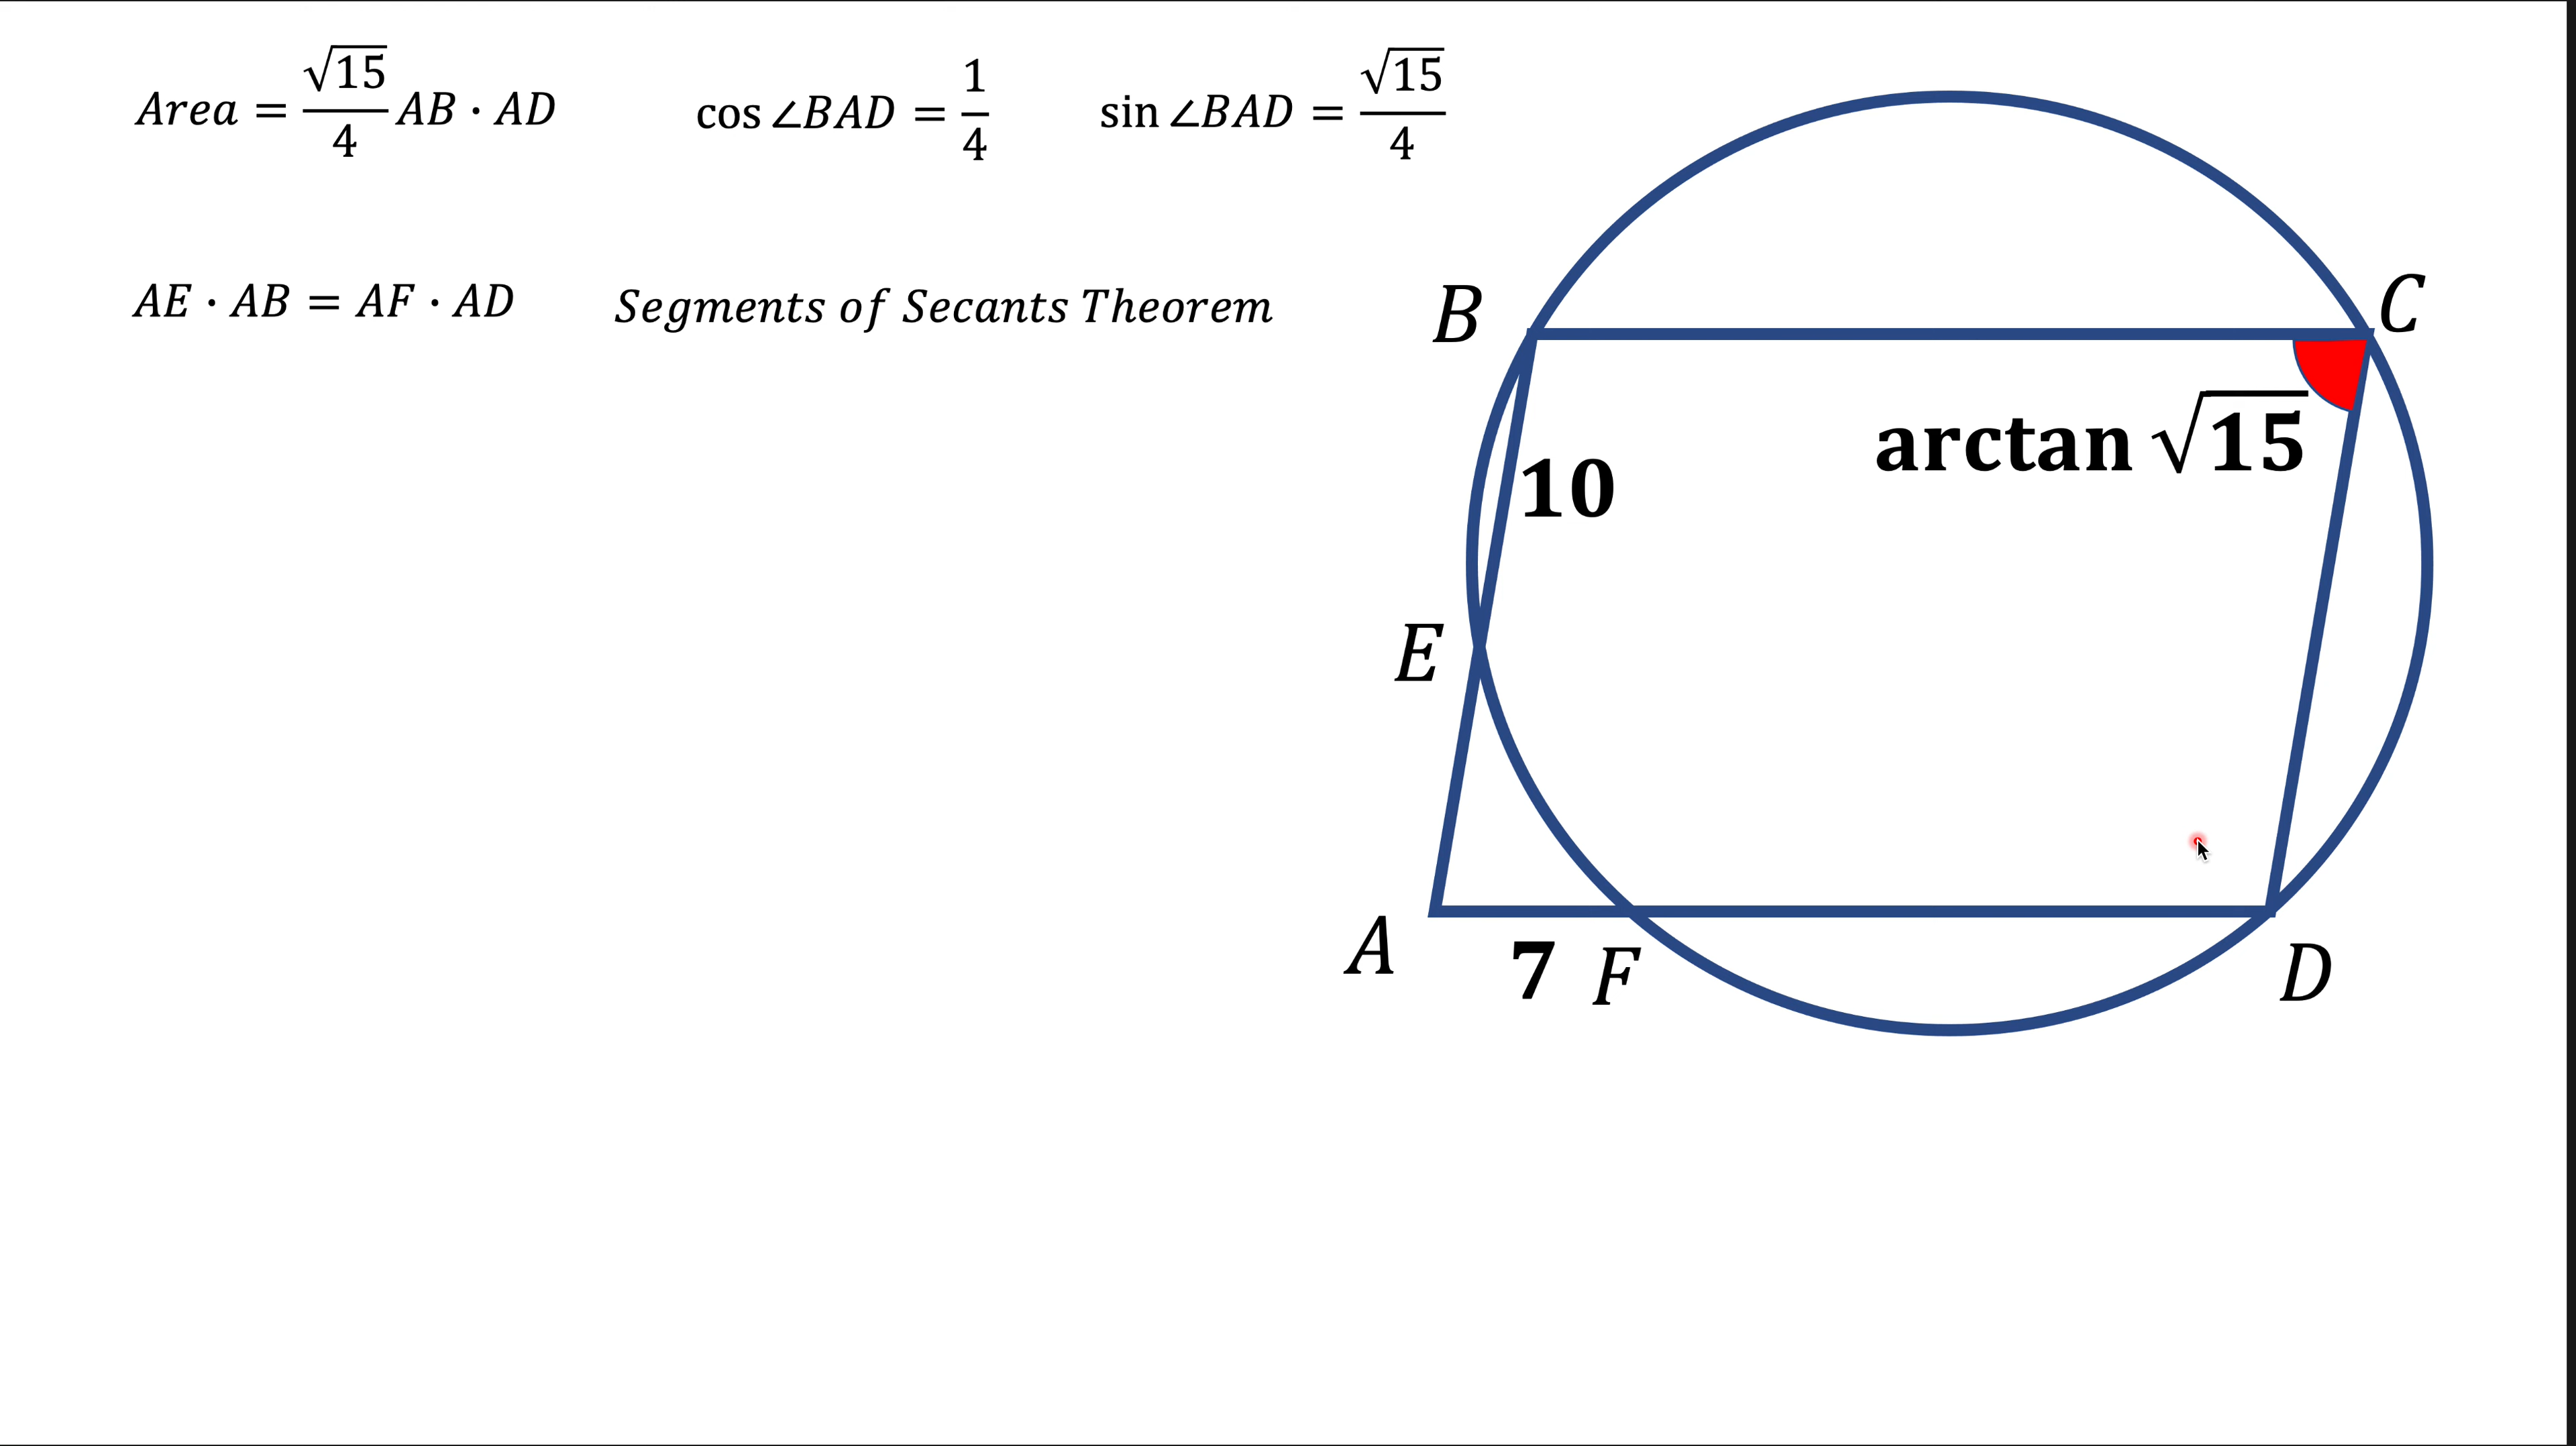 Area = √15/4 AB · AD
cos ∠BAD = 1/4
sin ∠BAD = √15/4
AE · AB = AF · AD
Segments of Secants Theorem
B
C
arctan √15
10
E
A
7
F
D